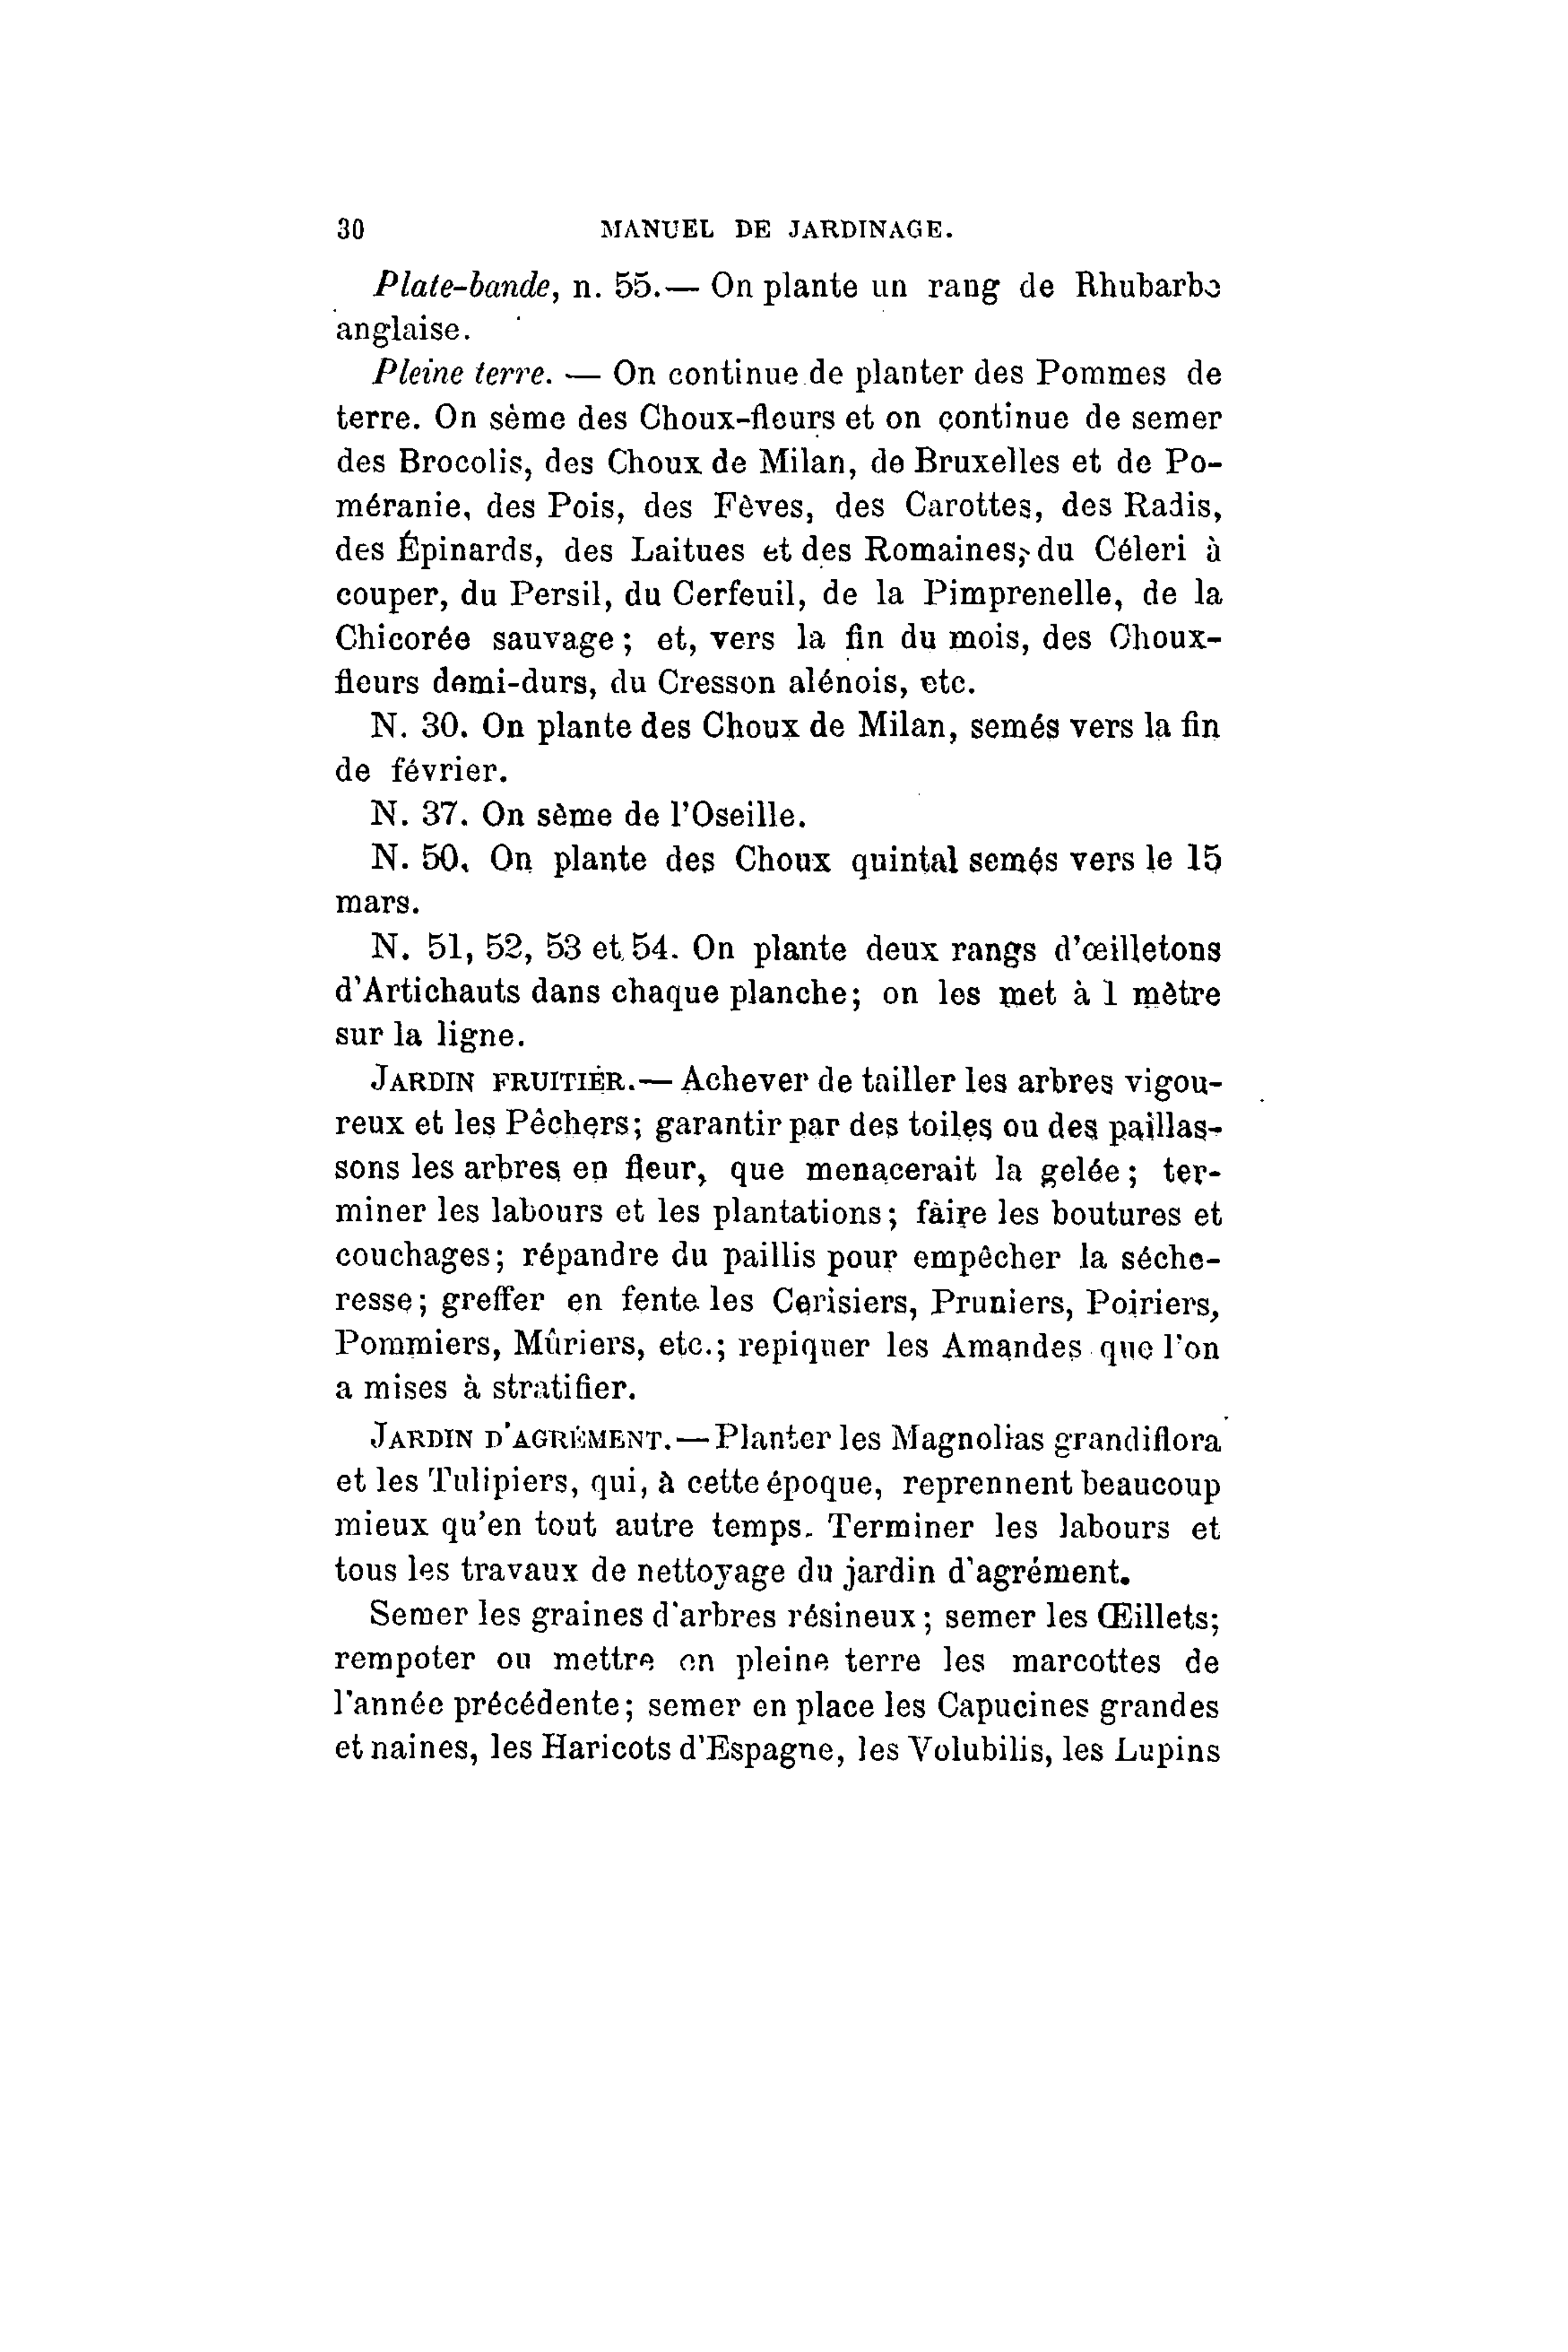 30 MANUEL DE JARDINAGE.
Plate-bande, n. 55.— On plante un rang de Rhubarbe
anglaise.
Pleine terre. — On continue de planter des Pommes de
terre. On sème des Choux-fleurs et on continue de semer
des Brocolis, des Choux de Milan, de Bruxelles et de Po-
méranie, des Pois, des Fèves, des Carottes, des Radis,
des Épinards, des Laitues et des Romaines, du Céleri à
couper, du Persil, du Cerfeuil, de la Pimprenelle, de la
Chicorée sauvage; et, vers la fin du mois, des Choux-
fleurs demi-durs, du Cresson alénois, etc.
N. 30. On plante des Choux de Milan, semés vers la fin
de février.
N. 37. On sème de l'Oseille.
N. 50. On plante des Choux quintal semés vers le 15
mars.
N. 51, 52, 53 et 54. On plante deux rangs d'œilletons
d'Artichauts dans chaque planche; on les met à 1 mètre
sur la ligne.
JARDIN FRUITIER.— Achever de tailler les arbres vigou-
reux et les Pêchers; garantir par des toiles ou des paillas-
sons les arbres en fleur, que menacerait la gelée; ter-
miner les labours et les plantations; faire les boutures et
couchages; répandre du paillis pour empêcher la séche-
resse; greffer en fente les Cerisiers, Pruniers, Poiriers,
Pommiers, Mûriers, etc.; repiquer les Amandes que l'on
a mises à stratifier.
JARDIN D'AGRÉMENT.—Planter les Magnolias grandiflora
et les Tulipiers, qui, à cette époque, reprennent beaucoup
mieux qu'en tout autre temps. Terminer les labours et
tous les travaux de nettoyage du jardin d'agrément.
Semer les graines d'arbres résineux; semer les Œillets;
rempoter ou mettre en pleine terre les marcottes de
l'année précédente; semer en place les Capucines grandes
et naines, les Haricots d'Espagne, les Volubilis, les Lupins